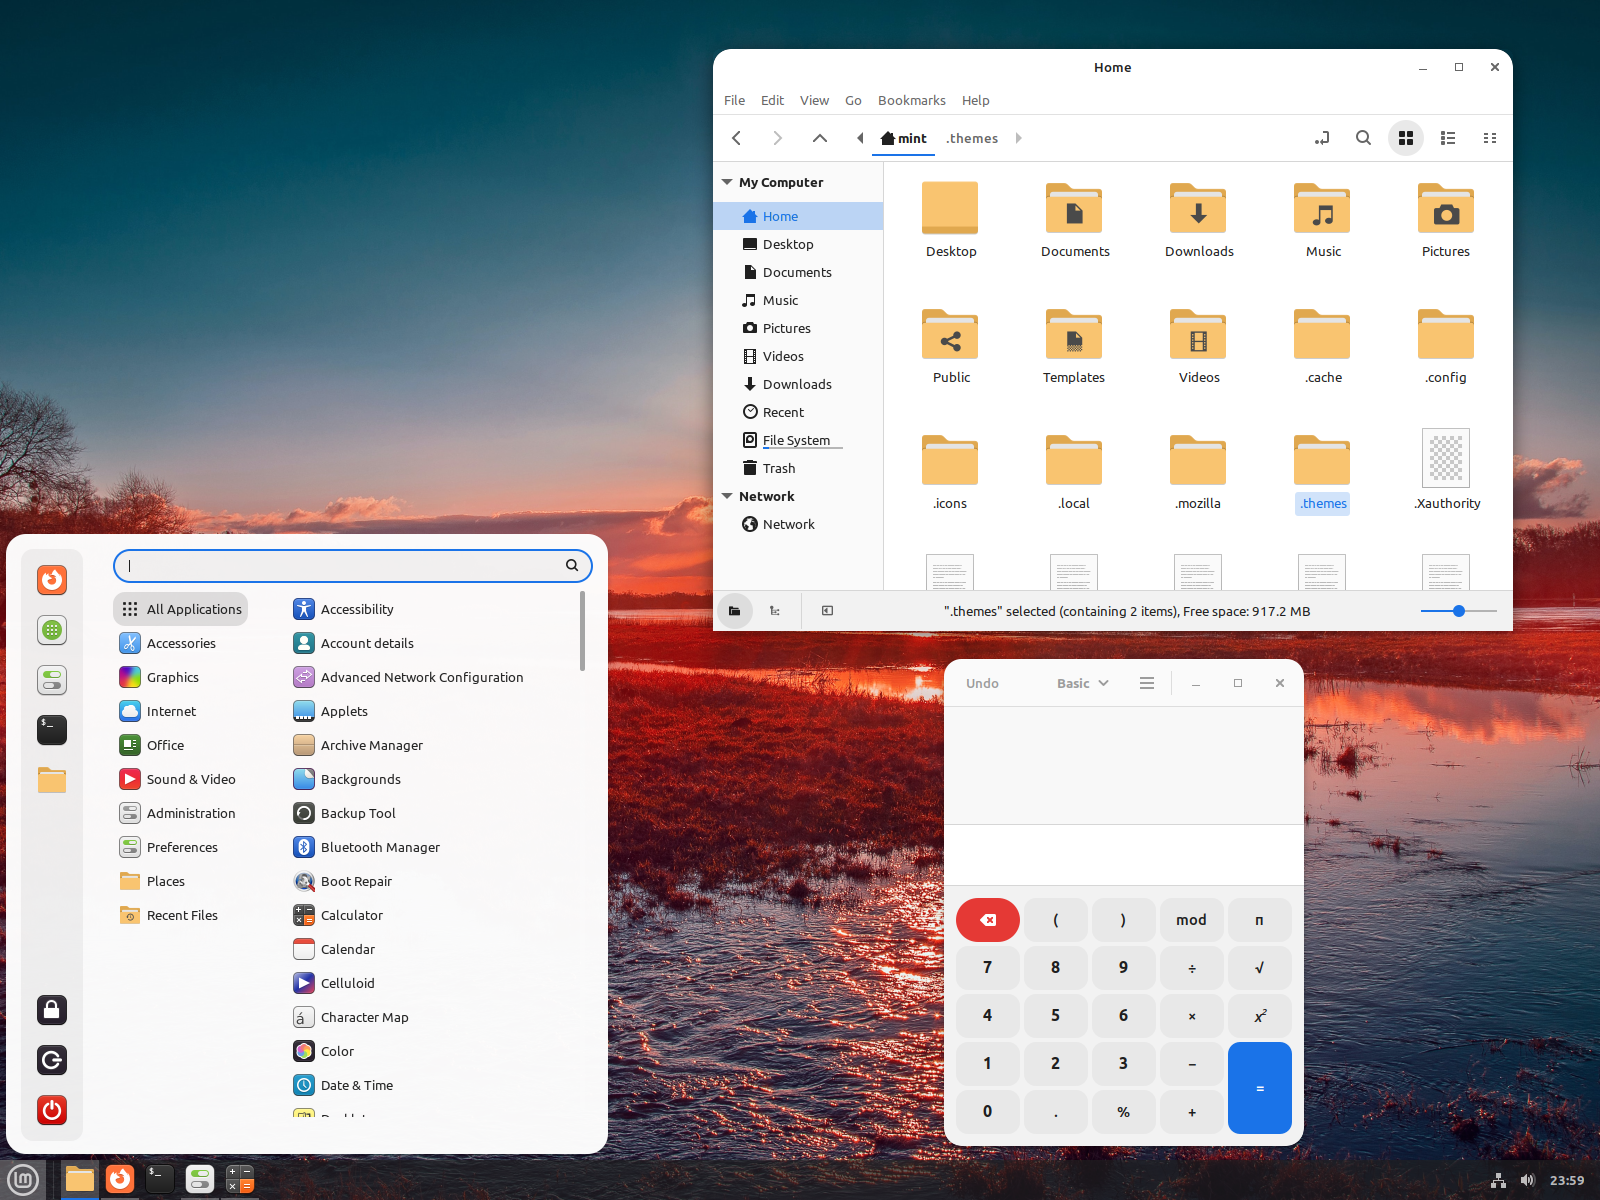 Home
File Edit View Go Bookmarks Help
mint .themes
My Computer
Home
Desktop
Documents
Music
Pictures
Videos
Downloads
Recent
File System
Trash
Network
Network
Desktop Documents Downloads Music Pictures
Public Templates Videos .cache .config
.icons .local .mozilla .themes .Xauthority
".themes" selected (containing 2 items), Free space: 917.2 MB
All Applications
Accessories
Graphics
Internet
Office
Sound & Video
Administration
Preferences
Places
Recent Files
Accessibility
Account details
Advanced Network Configuration
Applets
Archive Manager
Backgrounds
Backup Tool
Bluetooth Manager
Boot Repair
Calculator
Calendar
Celluloid
Character Map
Color
Date & Time
Undo Basic
( ) mod π
7 8 9 ÷ √
4 5 6 × x²
1 2 3 −
=
0 . % +
23:59